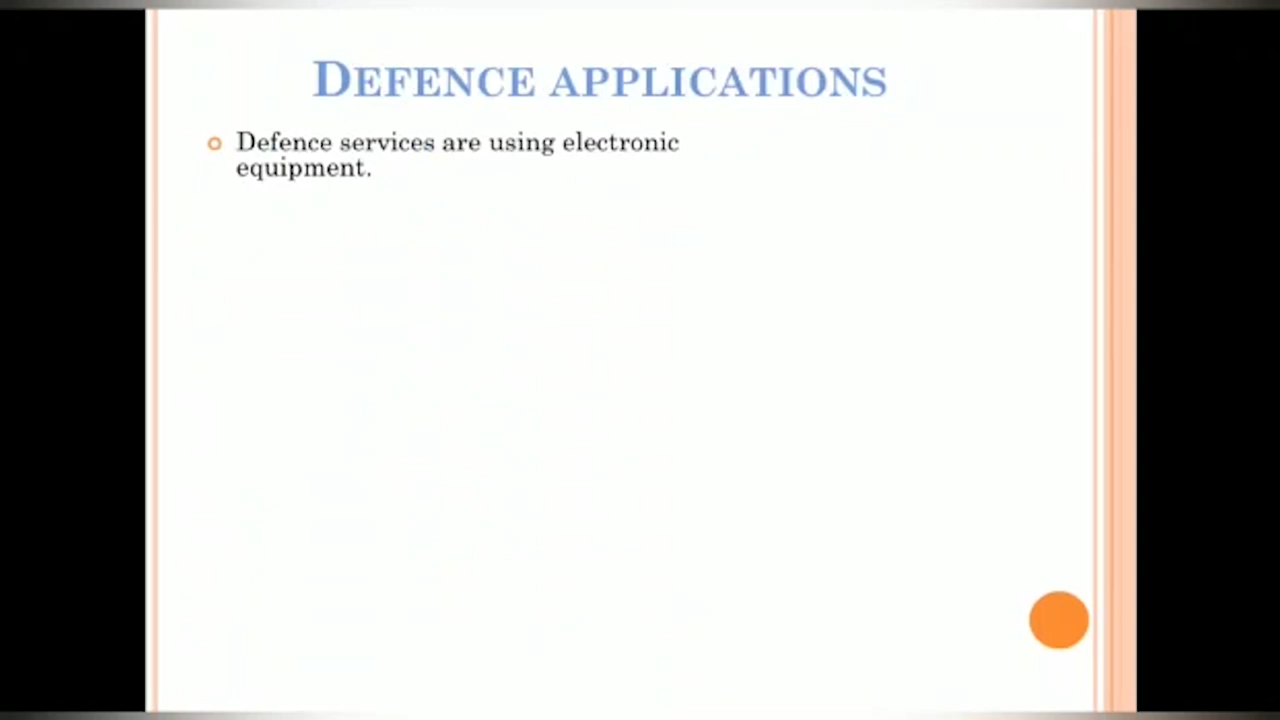 DEFENCE APPLICATIONS
Defence services are using electronic
equipment.